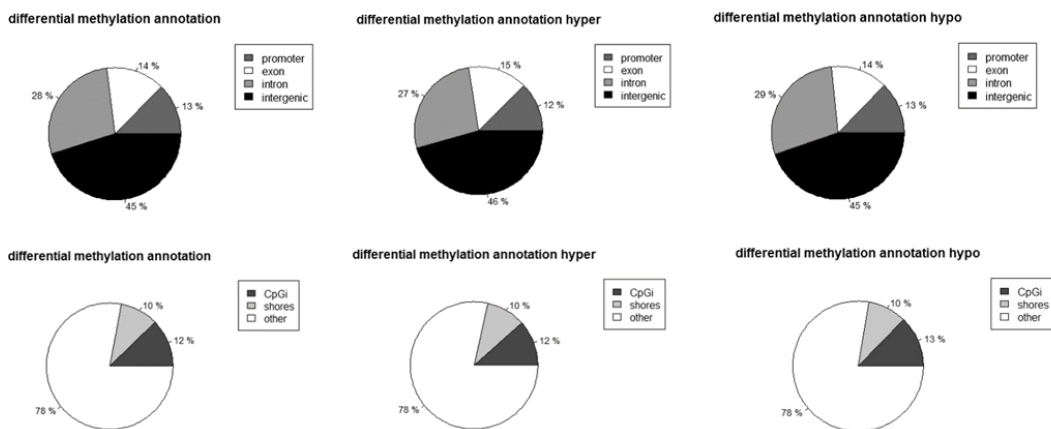 differential methylation annotation
14 %
28 %
13 %
45 %
promoter
exon
intron
intergenic
differential methylation annotation hyper
15 %
27 %
12 %
46 %
promoter
exon
intron
intergenic
differential methylation annotation hypo
14 %
29 %
13 %
45 %
promoter
exon
intron
intergenic
differential methylation annotation
10 %
12 %
78 %
CpGi
shores
other
differential methylation annotation hyper
10 %
12 %
78 %
CpGi
shores
other
differential methylation annotation hypo
10 %
13 %
78 %
CpGi
shores
other